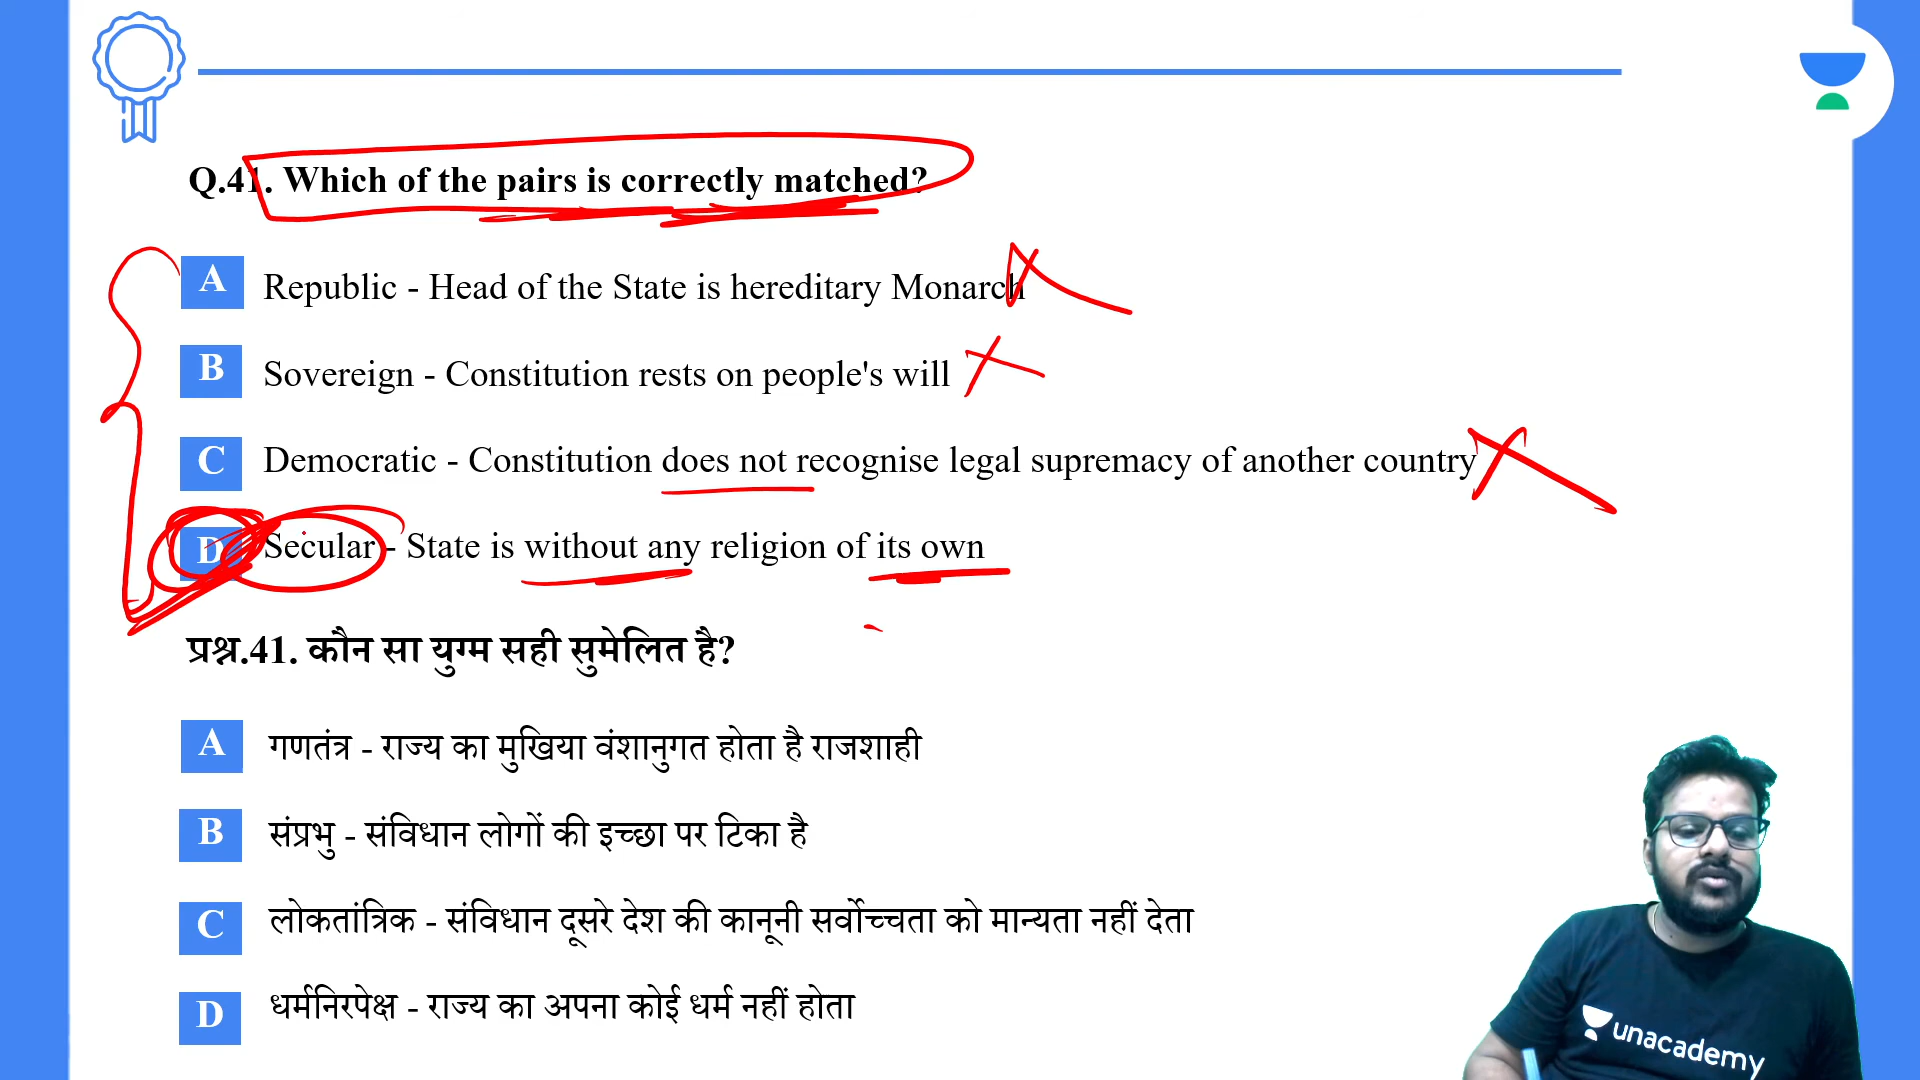 Q.41. Which of the pairs is correctly matched?
A Republic - Head of the State is hereditary Monarch
B Sovereign - Constitution rests on people's will
C Democratic - Constitution does not recognise legal supremacy of another country
D Secular - State is without any religion of its own
प्रश्न.41. कौन सा युग्म सही सुमेलित है?
A गणतंत्र - राज्य का मुखिया वंशानुगत होता है राजशाही
B संप्रभु - संविधान लोगों की इच्छा पर टिका है
C लोकतांत्रिक - संविधान दूसरे देश की कानूनी सर्वोच्चता को मान्यता नहीं देता
D धर्मनिरपेक्ष - राज्य का अपना कोई धर्म नहीं होता
unacademy